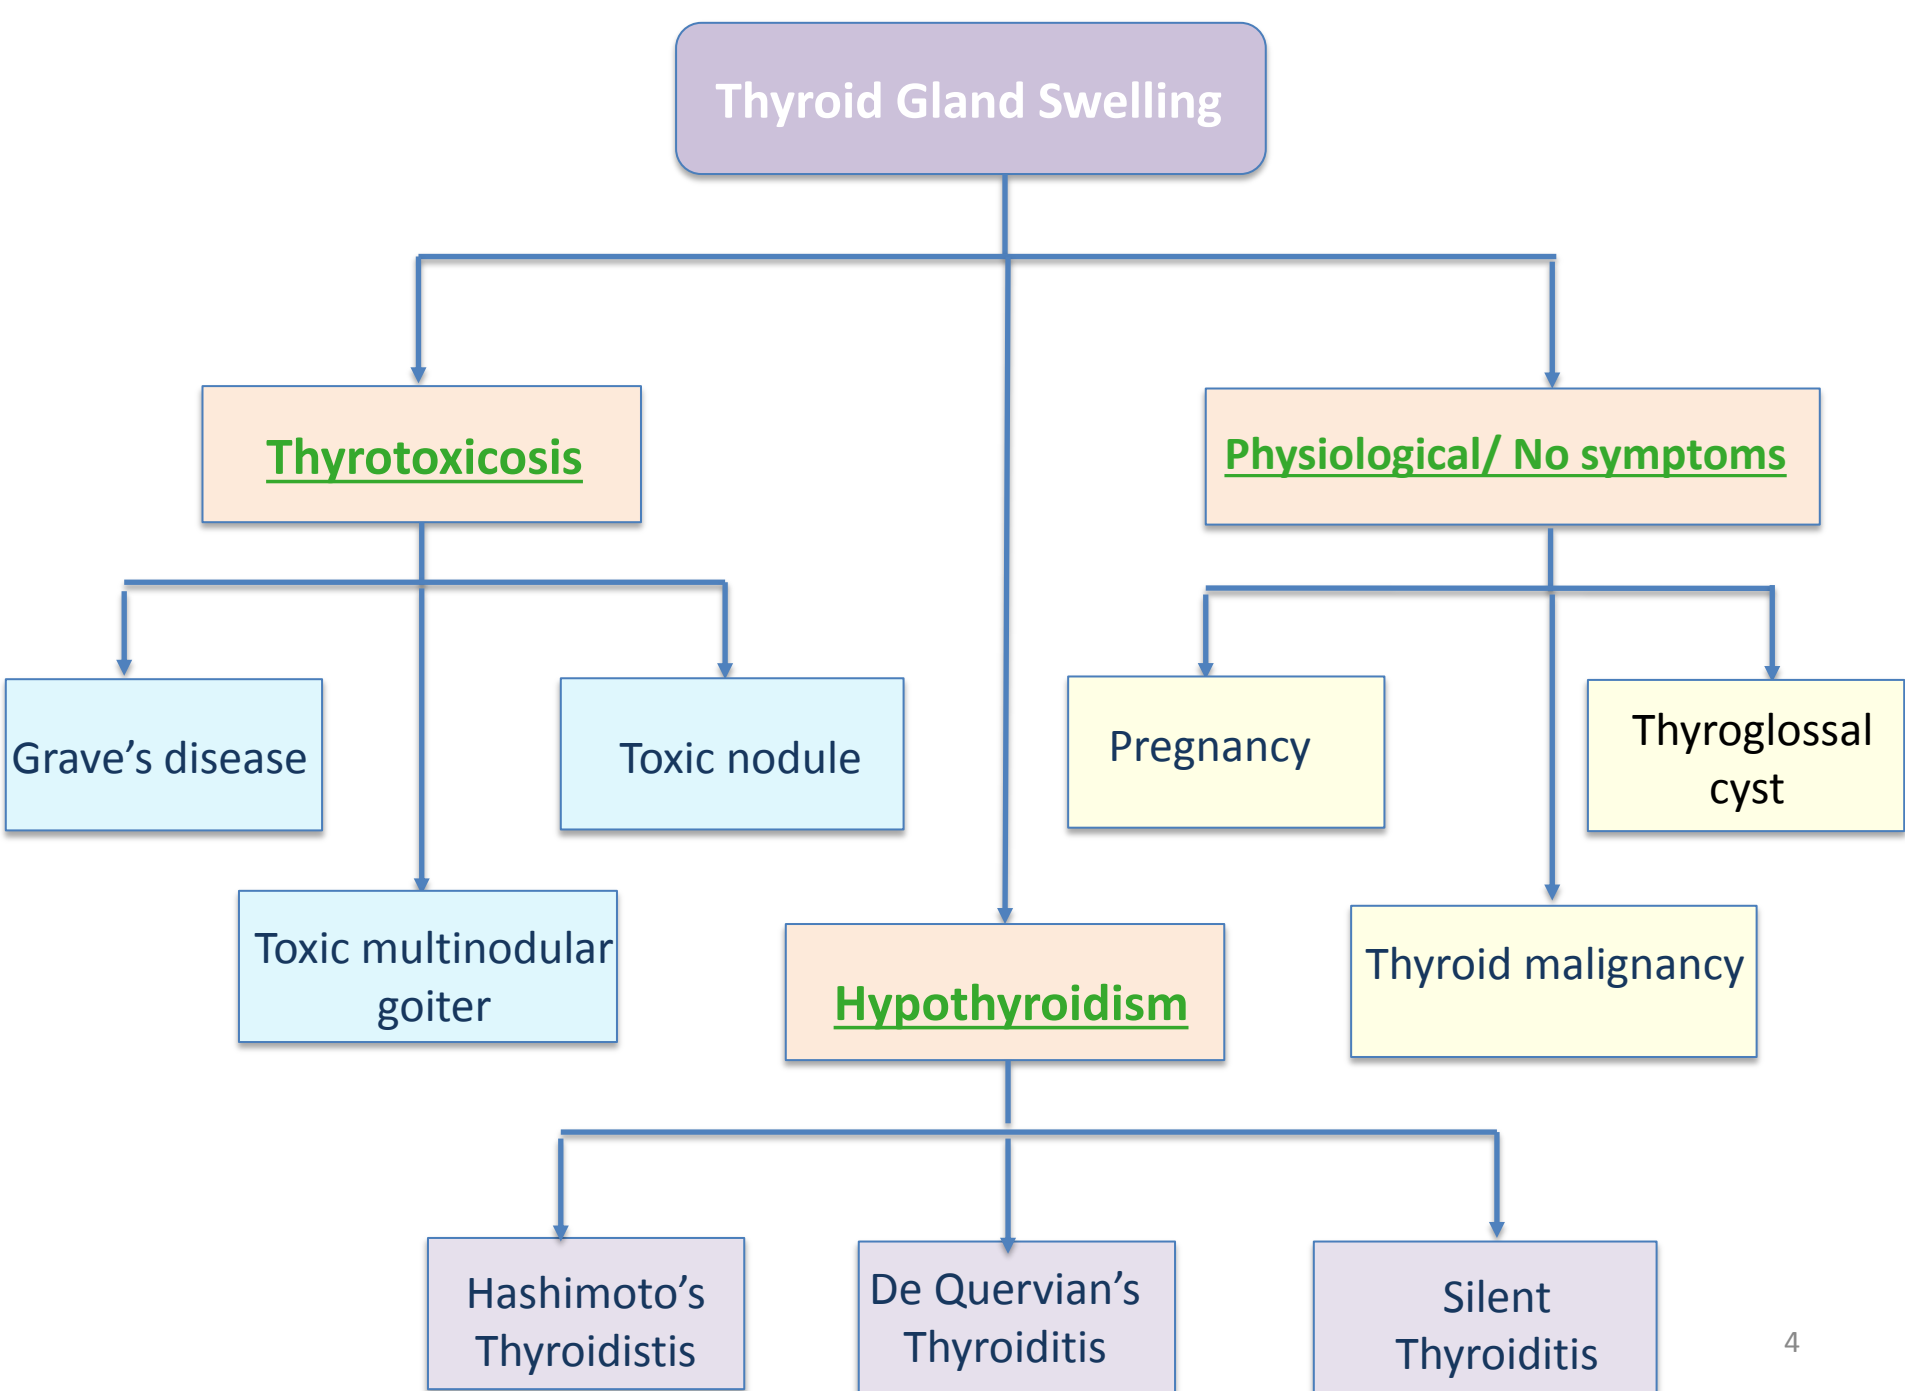 Thyroid Gland Swelling
Thyrotoxicosis
Physiological/ No symptoms
Grave’s disease
Toxic nodule
Pregnancy
Thyroglossal
cyst
Toxic multinodular
goiter
Hypothyroidism
Thyroid malignancy
Hashimoto’s
Thyroidistis
De Quervian’s
Thyroiditis
Silent
Thyroiditis
4